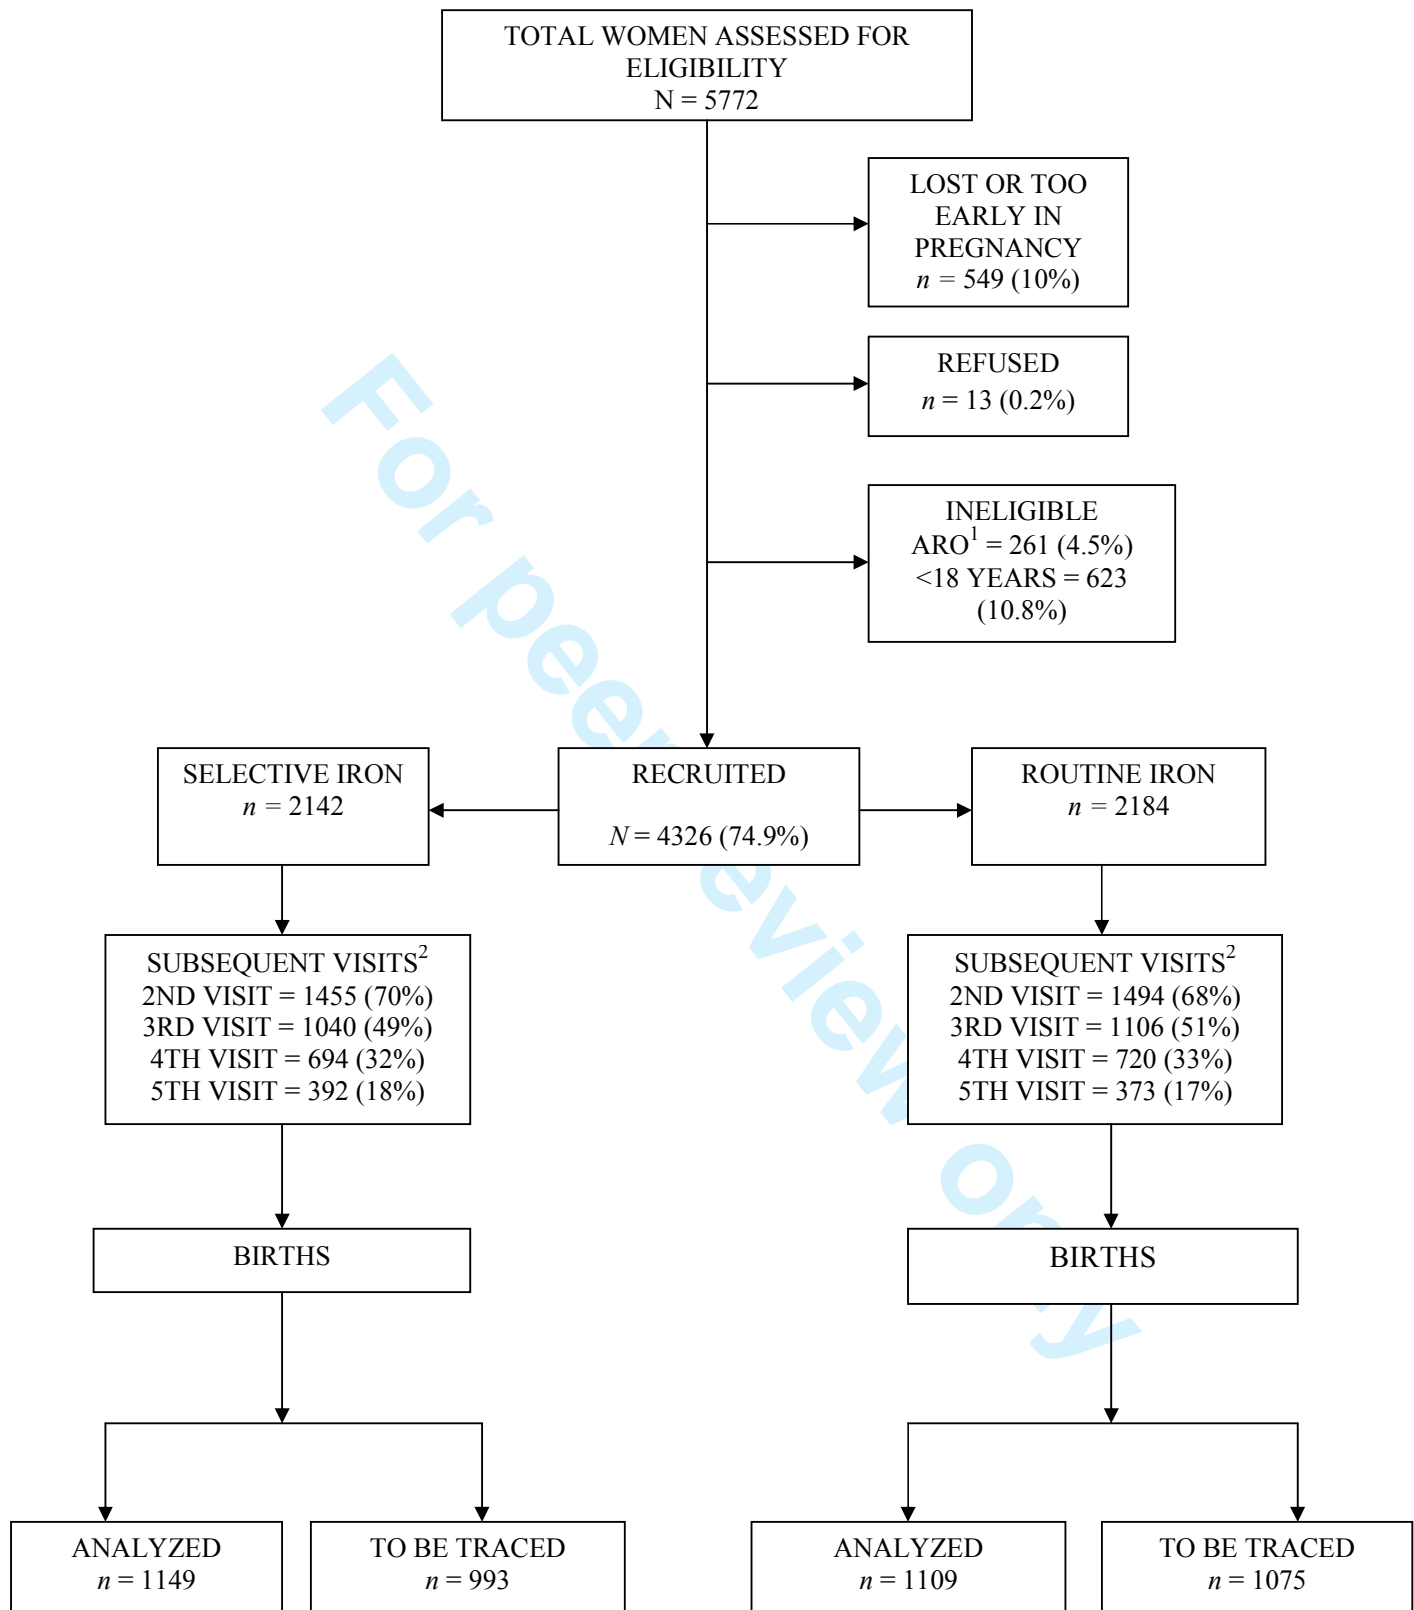 TOTAL WOMEN ASSESSED FOR
ELIGIBILITY
N = 5772
LOST OR TOO
EARLY IN
PREGNANCY
n = 549 (10%)
REFUSED
n = 13 (0.2%)
INELIGIBLE
ARO1 = 261 (4.5%)
<18 YEARS = 623
(10.8%)
SELECTIVE IRON
n = 2142
RECRUITED
N = 4326 (74.9%)
ROUTINE IRON
n = 2184
SUBSEQUENT VISITS2
2ND VISIT = 1455 (70%)
3RD VISIT = 1040 (49%)
4TH VISIT = 694 (32%)
5TH VISIT = 392 (18%)
SUBSEQUENT VISITS2
2ND VISIT = 1494 (68%)
3RD VISIT = 1106 (51%)
4TH VISIT = 720 (33%)
5TH VISIT = 373 (17%)
BIRTHS
BIRTHS
ANALYZED
n = 1149
TO BE TRACED
n = 993
ANALYZED
n = 1109
TO BE TRACED
n = 1075
For peer review only